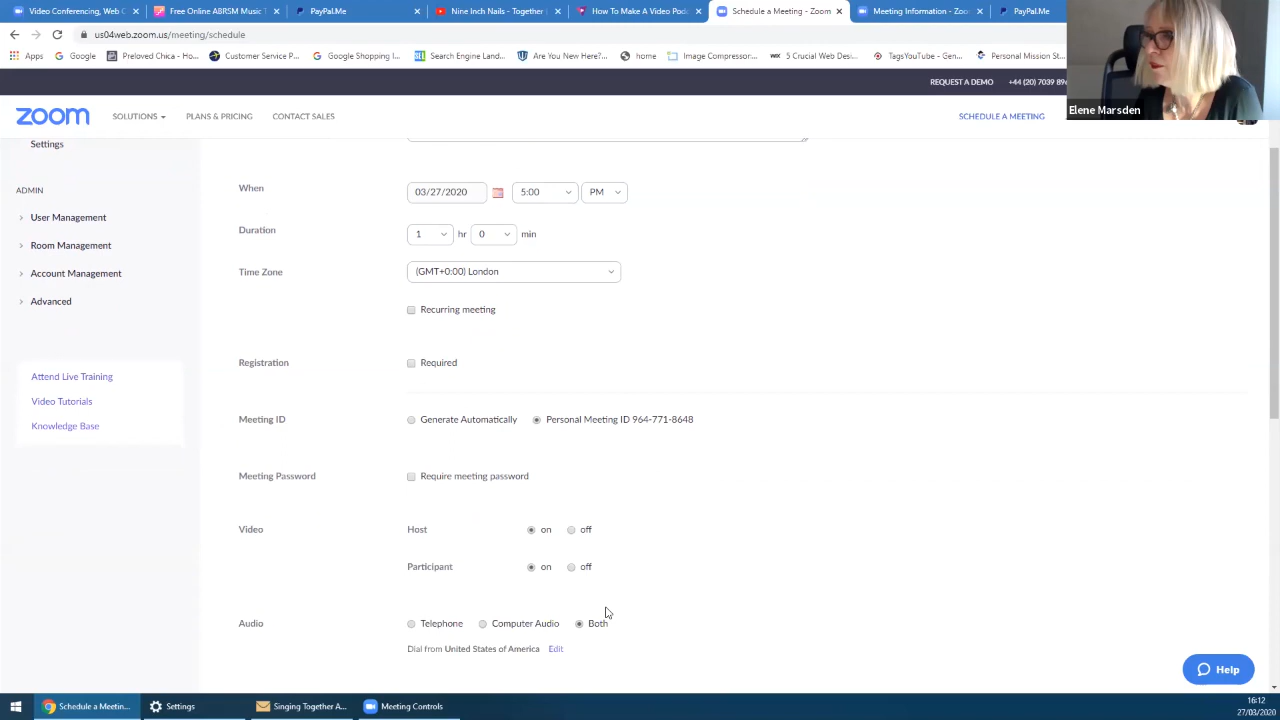 Video Conferencing, Web C
Free Online ABRSM Music T
PayPal.Me
Nine Inch Nails - Together |
How To Make A Video Podc
Schedule a Meeting - Zoom
Meeting Information - Zoom
PayPal.Me
us04web.zoom.us/meeting/schedule
Apps
Google
Preloved Chica - Ho...
Customer Service P...
Google Shopping I...
Search Engine Land...
Are You New Here?...
home
Image Compressor...
5 Crucial Web Desi...
TagsYouTube - Gen...
Personal Mission St
REQUEST A DEMO
+44 (20) 7039 896
Elene Marsden
zoom
SOLUTIONS
PLANS & PRICING
CONTACT SALES
SCHEDULE A MEETING
Settings
ADMIN
User Management
Room Management
Account Management
Advanced
Attend Live Training
Video Tutorials
Knowledge Base
When 03/27/2020 5:00 PM
Duration 1 hr 0 min
Time Zone (GMT+0:00) London
Recurring meeting
Registration Required
Meeting ID Generate Automatically Personal Meeting ID 964-771-8648
Meeting Password Require meeting password
Video Host on off
Participant on off
Audio Telephone Computer Audio Both
Dial from United States of America Edit
Help
Schedule a Meetin...
Settings
Singing Together A...
Meeting Controls
16:12
27/03/2020